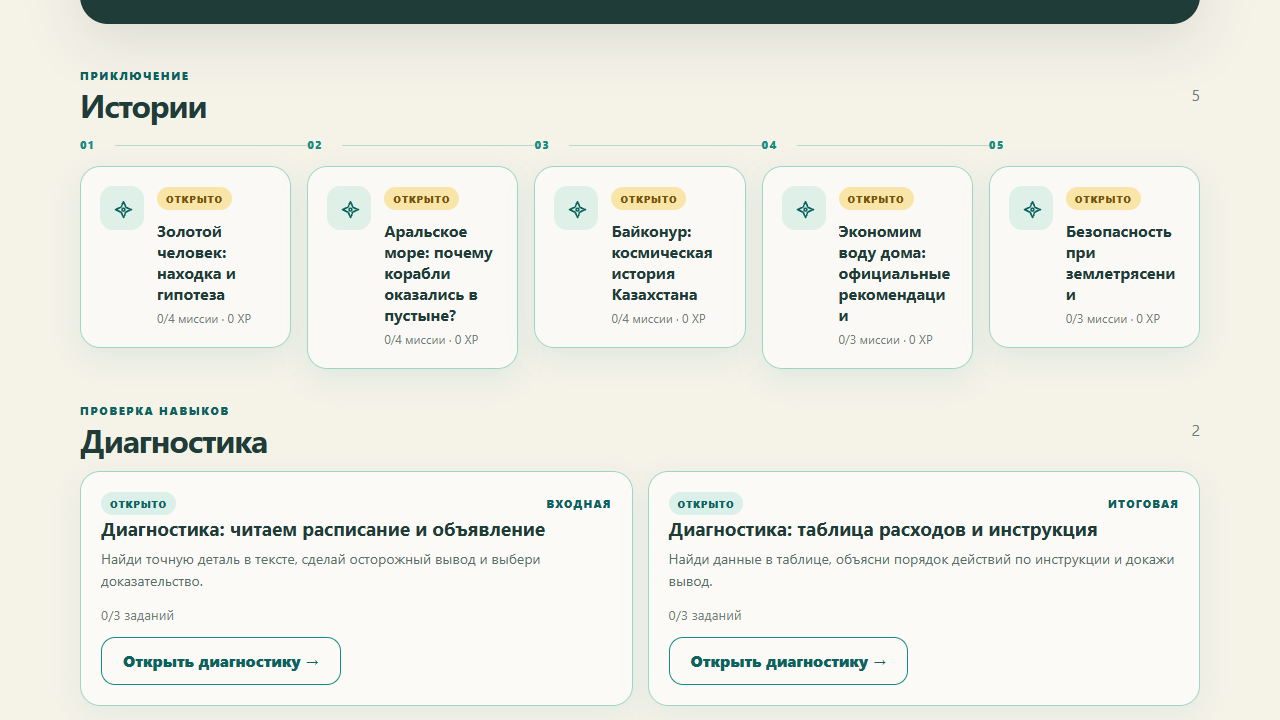 ПРИКЛЮЧЕНИЕ
Истории
5
01
02
03
04
05
ОТКРЫТО
Золотой
человек:
находка и
гипотеза
0/4 миссии · 0 XP
ОТКРЫТО
Аральское
море: почему
корабли
оказались в
пустыне?
0/4 миссии · 0 XP
ОТКРЫТО
Байконур:
космическая
история
Казахстана
0/4 миссии · 0 XP
ОТКРЫТО
Экономим
воду дома:
официальные
рекомендаци
и
0/3 миссии · 0 XP
ОТКРЫТО
Безопасность
при
землетрясени
и
0/3 миссии · 0 XP
ПРОВЕРКА НАВЫКОВ
Диагностика
2
ОТКРЫТО
ВХОДНАЯ
Диагностика: читаем расписание и объявление
Найди точную деталь в тексте, сделай осторожный вывод и выбери
доказательство.
0/3 заданий
Открыть диагностику →
ОТКРЫТО
ИТОГОВАЯ
Диагностика: таблица расходов и инструкция
Найди данные в таблице, объясни порядок действий по инструкции и докажи
вывод.
0/3 заданий
Открыть диагностику →